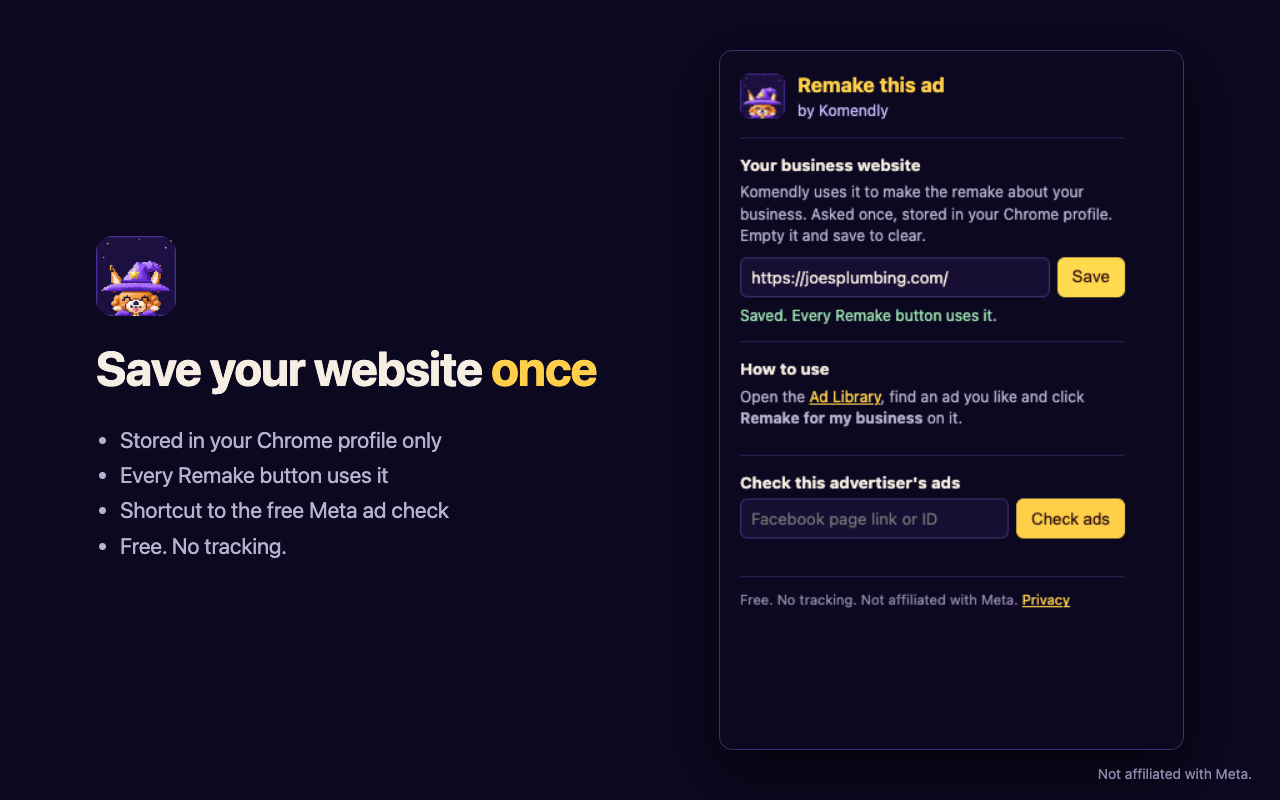 Save your website once
Stored in your Chrome profile only
Every Remake button uses it
Shortcut to the free Meta ad check
Free. No tracking.
Remake this ad
by Komendly
Your business website
Komendly uses it to make the remake about your
business. Asked once, stored in your Chrome profile.
Empty it and save to clear.
https://joesplumbing.com/
Save
Saved. Every Remake button uses it.
How to use
Open the Ad Library, find an ad you like and click
Remake for my business on it.
Check this advertiser's ads
Facebook page link or ID
Check ads
Free. No tracking. Not affiliated with Meta. Privacy
Not affiliated with Meta.